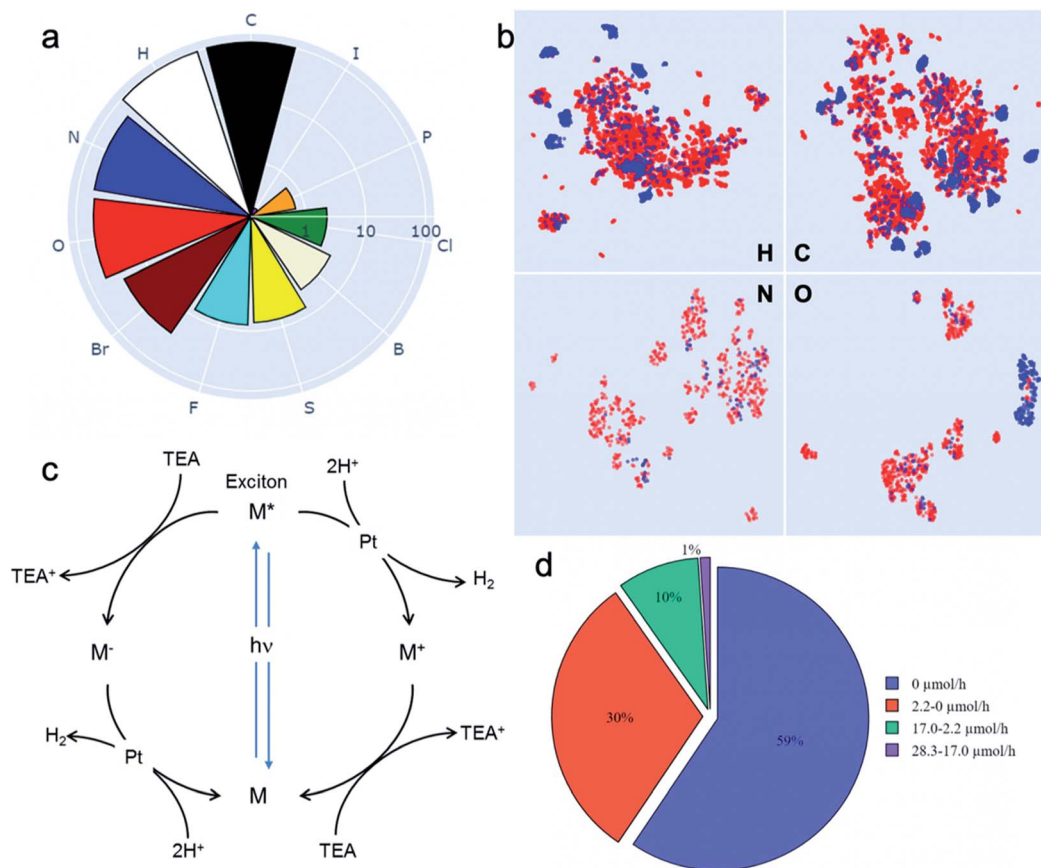 a
C
H
I
N
P
O
1
10
100
Cl
Br
B
F
S
b
H
C
N
O
c
TEA
Exciton
2H⁺
M*
Pt
TEA⁺
H₂
M⁻
hν
M⁺
H₂
TEA⁺
Pt
M
2H⁺
TEA
d
1%
10%
30%
59%
0 µmol/h
2.2-0 µmol/h
17.0-2.2 µmol/h
28.3-17.0 µmol/h